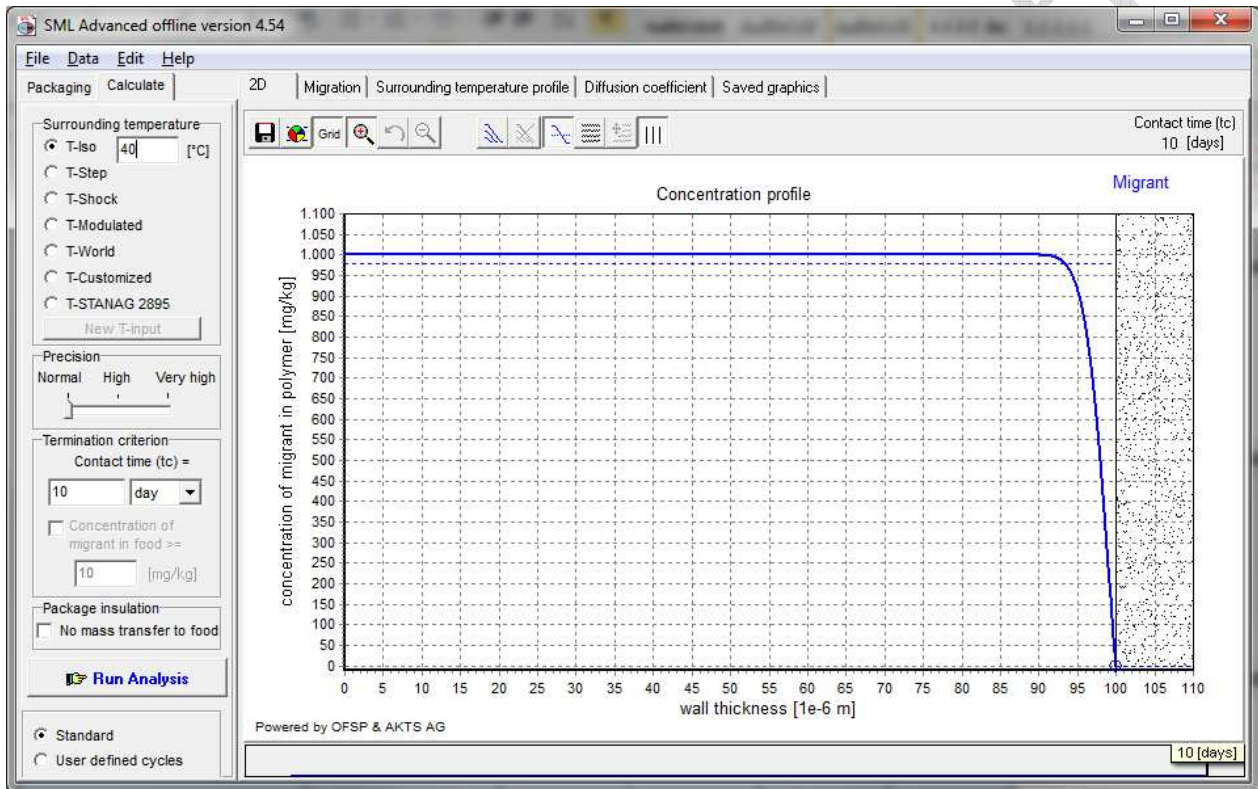 SML Advanced offline version 4.54
File Data Edit Help
Packaging Calculate
2D Migration Surrounding temperature profile Diffusion coefficient Saved graphics
Surrounding temperature
T-Iso 40 [°C]
T-Step
T-Shock
T-Modulated
T-World
T-Customized
T-STANAG 2895
New T-input
Precision
Normal High Very high
Termination criterion
Contact time (tc) =
10 day
Concentration of
migrant in food >=
10 [mg/kg]
Package insulation
No mass transfer to food
Run Analysis
Standard
User defined cycles
Grid
Contact time (tc)
10 [days]
Migrant
Concentration profile
concentration of migrant in polymer [mg/kg]
1.100
1.050
1.000
950
900
850
800
750
700
650
600
550
500
450
400
350
300
250
200
150
100
50
0
0 5 10 15 20 25 30 35 40 45 50 55 60 65 70 75 80 85 90 95 100 105 110
wall thickness [1e-6 m]
Powered by OFSP & AKTS AG
10 [days]